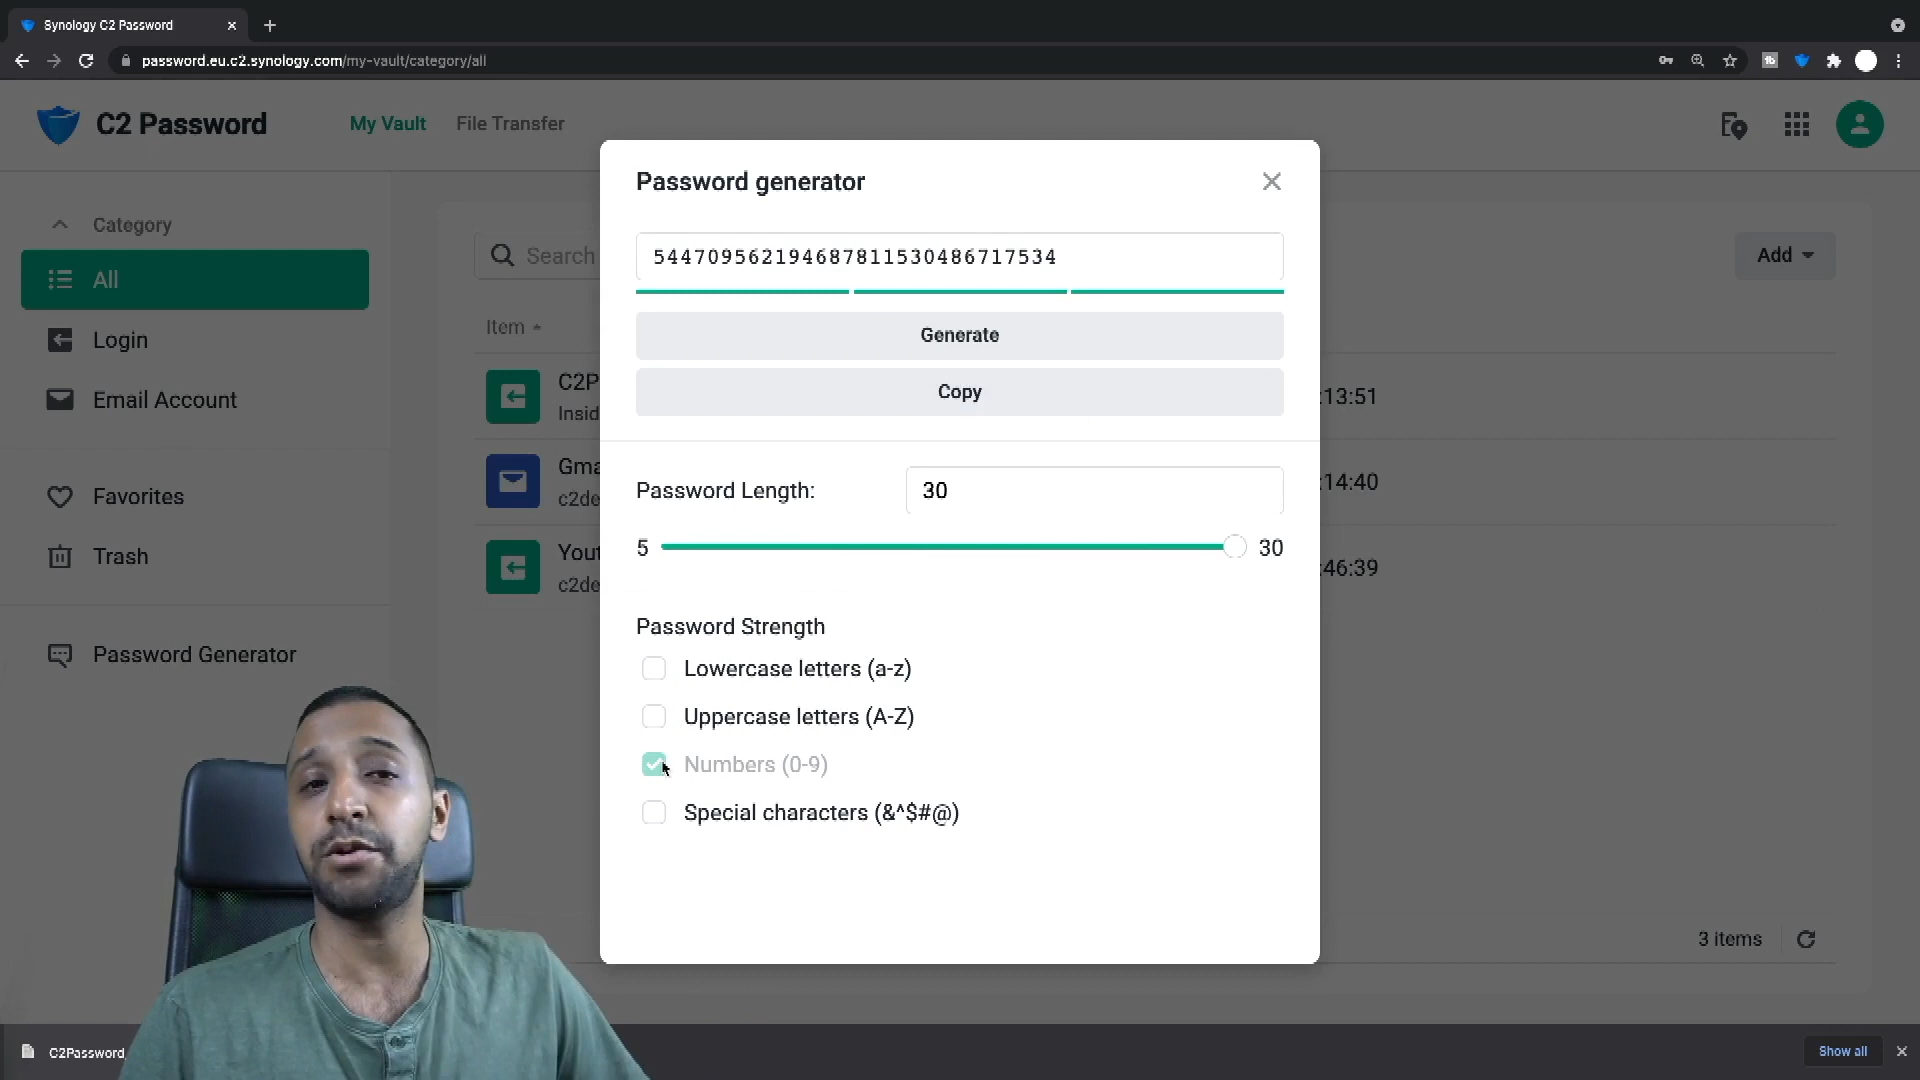 Synology C2 Password
password.eu.c2.synology.com/my-vault/category/all
C2 Password
My Vault
File Transfer
Category
All
Login
Email Account
Favorites
Trash
Password Generator
Search
Add
Item
C2P
Insid
:13:51
Gma
c2de
:14:40
Yout
c2de
:46:39
3 items
Password generator
544709562194687811530486717534
Generate
Copy
Password Length:
30
5
30
Password Strength
Lowercase letters (a-z)
Uppercase letters (A-Z)
Numbers (0-9)
Special characters (&^$#@)
C2Password
Show all